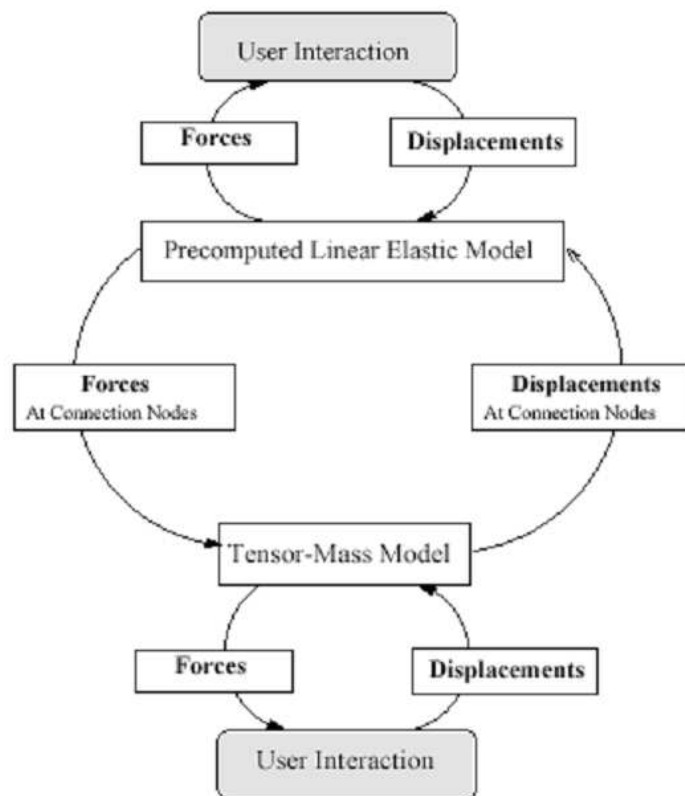 User Interaction
Forces
Displacements
Precomputed Linear Elastic Model
Forces
At Connection Nodes
Displacements
At Connection Nodes
Tensor-Mass Model
Forces
Displacements
User Interaction